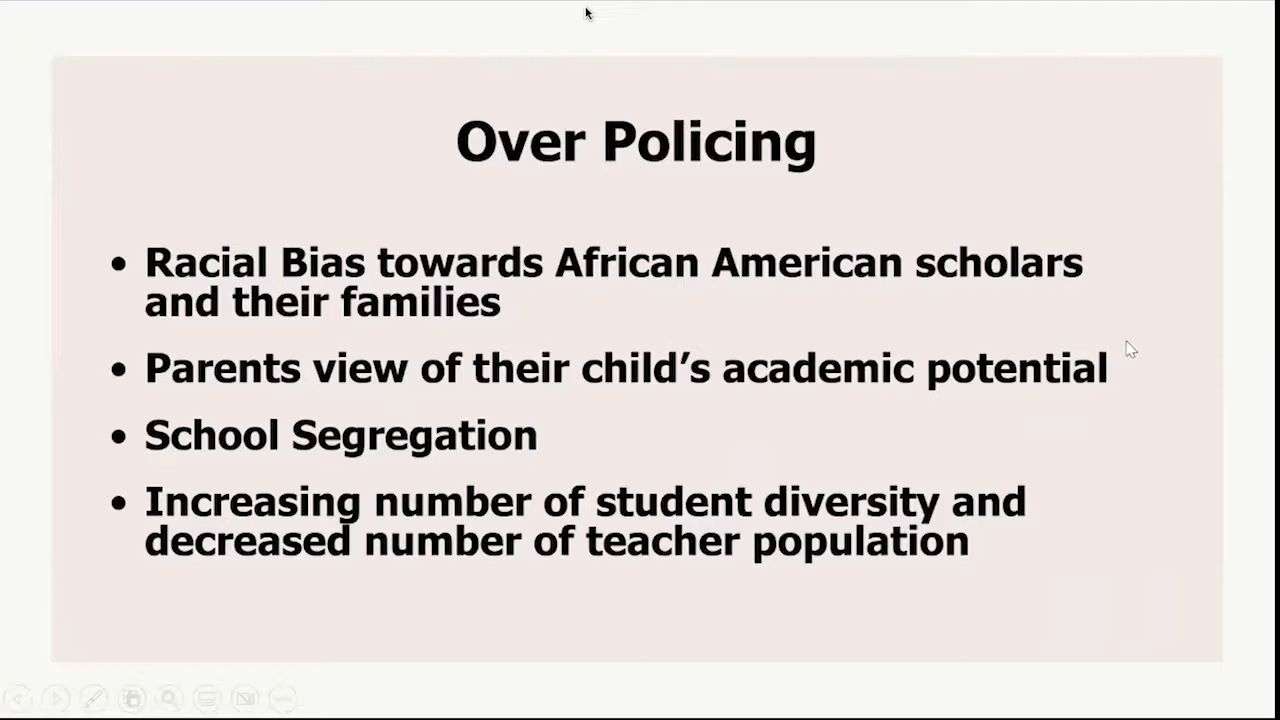 Over Policing
• Racial Bias towards African American scholars
and their families
• Parents view of their child’s academic potential
• School Segregation
• Increasing number of student diversity and
decreased number of teacher population